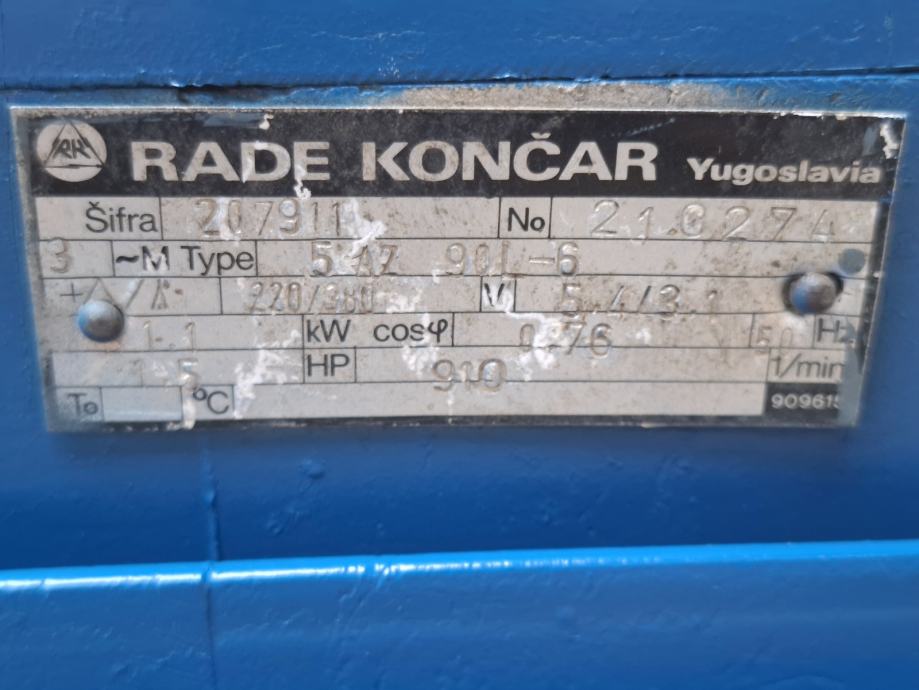 RK RADE KONČAR Yugoslavia
Šifra 207911 No 210274
3 ~M Type 5 AZ 90L-6
△/⅄ 220/380 V 5.4/3.1
1.1 kW cosφ 0.76 50 Hz
1.5 HP 910 1/min
To °C 909615